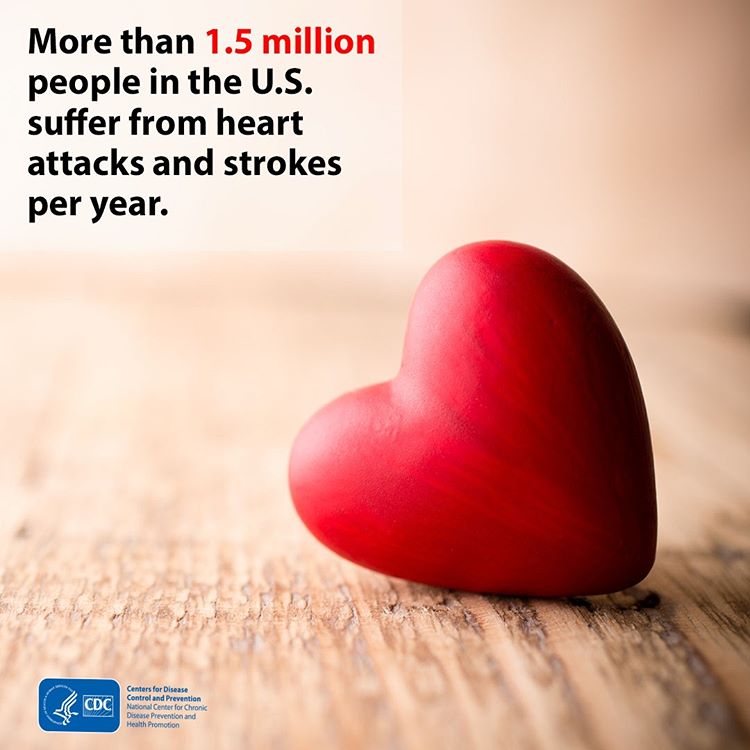 More than 1.5 million
people in the U.S.
suffer from heart
attacks and strokes
per year.
CDC
Centers for Disease
Control and Prevention
National Center for Chronic
Disease Prevention and
Health Promotion